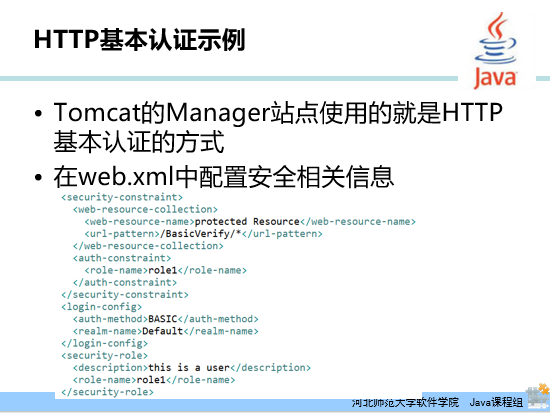 HTTP基本认证示例
Java
• Tomcat的Manager站点使用的就是HTTP
基本认证的方式
• 在web.xml中配置安全相关信息
<security-constraint>
<web-resource-collection>
<web-resource-name>protected Resource</web-resource-name>
<url-pattern>/BasicVerify/*</url-pattern>
</web-resource-collection>
<auth-constraint>
<role-name>role1</role-name>
</auth-constraint>
</security-constraint>
<login-config>
<auth-method>BASIC</auth-method>
<realm-name>Default</realm-name>
</login-config>
<security-role>
<description>this is a user</description>
<role-name>role1</role-name>
</security-role>
河北师范大学软件学院 Java课程组